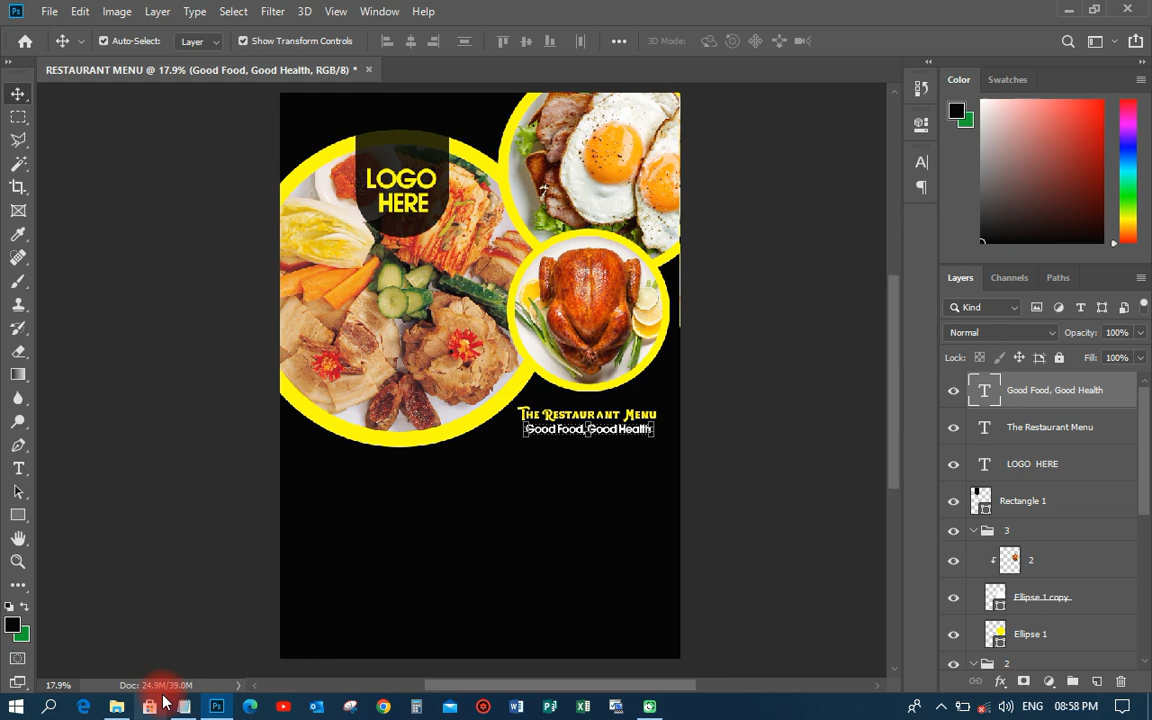 File Edit Image Layer Type Select Filter 3D View Window Help
Auto-Select: Layer Show Transform Controls 3D Mode:
RESTAURANT MENU @ 17.9% (Good Food, Good Health, RGB/8) *
Color Swatches
LOGO
HERE
The Restaurant Menu
Good Food, Good Health
Layers Channels Paths
Kind
Normal Opacity: 100%
Lock: Fill: 100%
Good Food, Good Health
The Restaurant Menu
LOGO HERE
Rectangle 1
3
2
Ellipse 1 copy
Ellipse 1
2
17.9% Doc: 24.9M/39.0M
ENG 08:58 PM